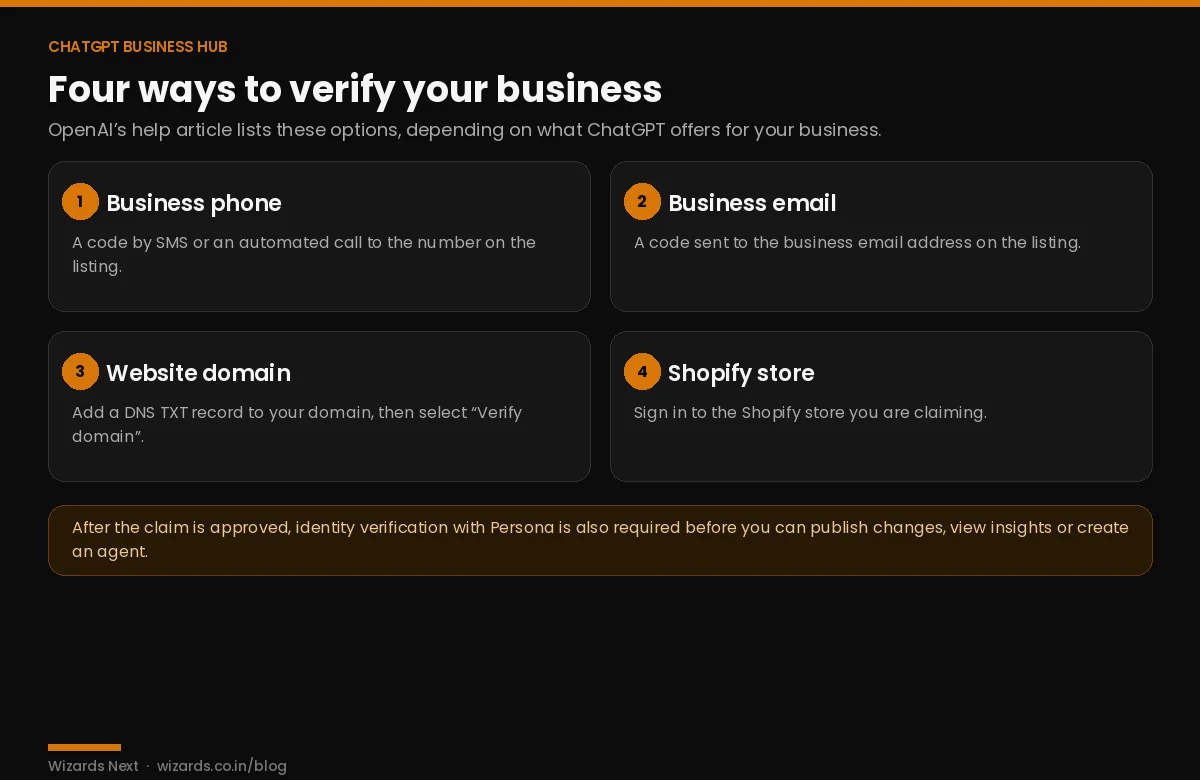 CHATGPT BUSINESS HUB
Four ways to verify your business
OpenAI’s help article lists these options, depending on what ChatGPT offers for your business.
1 Business phone
A code by SMS or an automated call to the number on the
listing.
2 Business email
A code sent to the business email address on the listing.
3 Website domain
Add a DNS TXT record to your domain, then select “Verify
domain”.
4 Shopify store
Sign in to the Shopify store you are claiming.
After the claim is approved, identity verification with Persona is also required before you can publish changes, view insights or create
an agent.
Wizards Next · wizards.co.in/blog